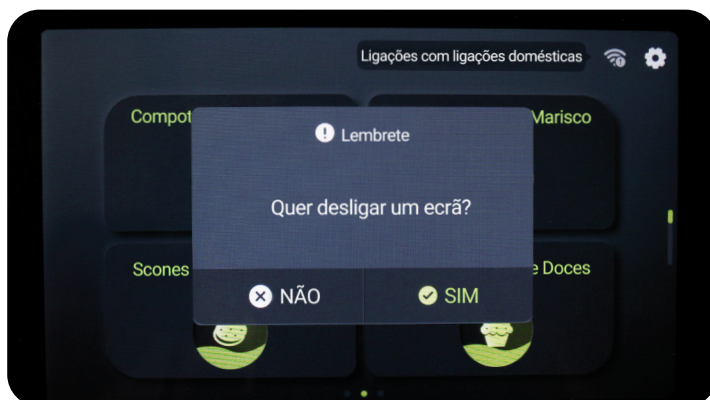 Ligações com ligações domésticas
Compot
Marisco
Lembrete
Quer desligar um ecrã?
Scones
e Doces
NÃO
SIM